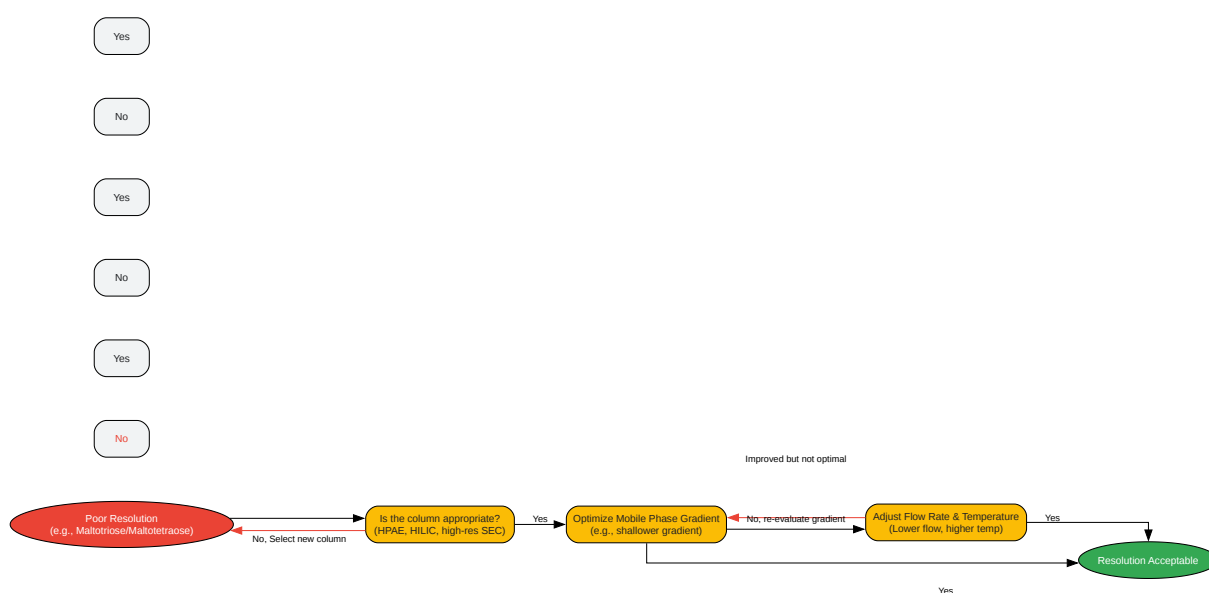 Yes
No
Yes
No
Yes
No
Improved but not optimal
Poor Resolution
(e.g., Maltotriose/Maltotetraose)
No, Select new column
Is the column appropriate?
(HPAE, HILIC, high-res SEC)
Yes
Optimize Mobile Phase Gradient
(e.g., shallower gradient)
No, re-evaluate gradient
Adjust Flow Rate & Temperature
(Lower flow, higher temp)
Yes
Resolution Acceptable
Yes